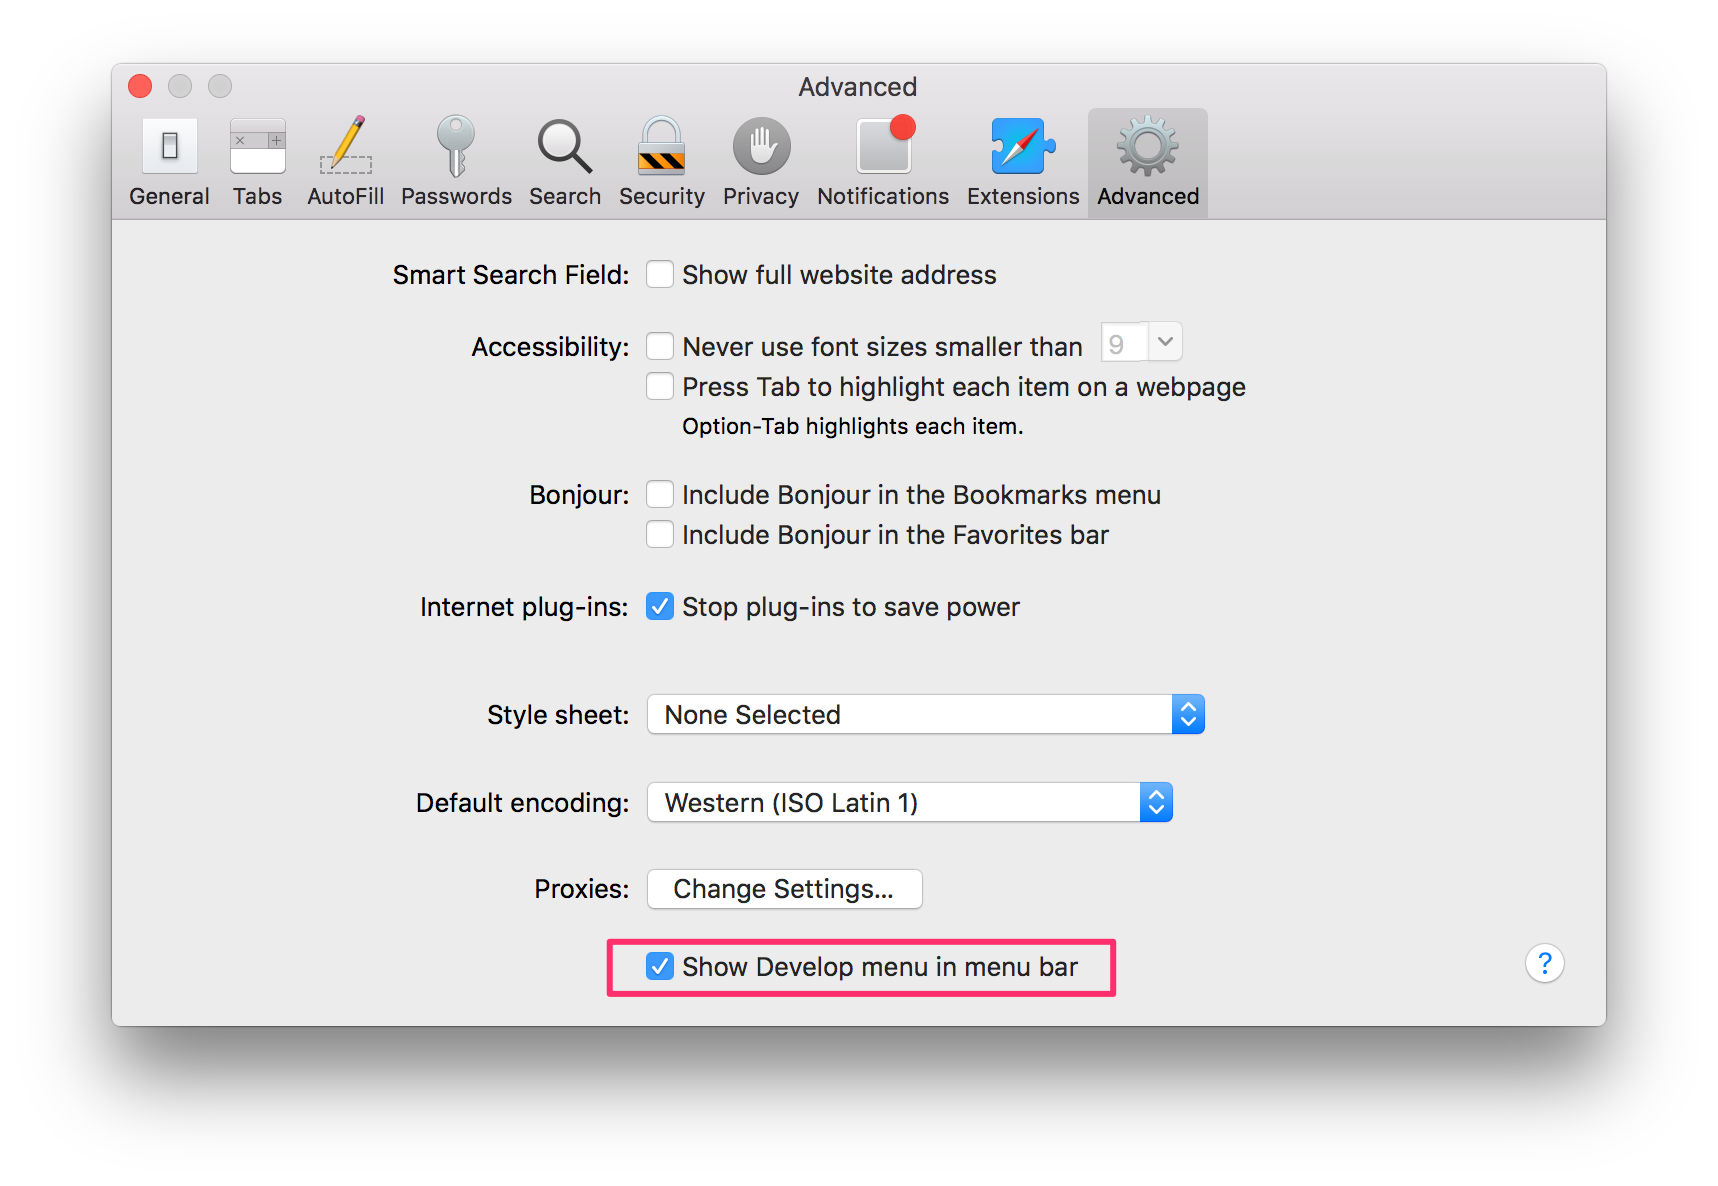 Advanced
General Tabs AutoFill Passwords Search Security Privacy Notifications Extensions Advanced
Smart Search Field: Show full website address
Accessibility: Never use font sizes smaller than 9
Press Tab to highlight each item on a webpage
Option-Tab highlights each item.
Bonjour: Include Bonjour in the Bookmarks menu
Include Bonjour in the Favorites bar
Internet plug-ins: Stop plug-ins to save power
Style sheet: None Selected
Default encoding: Western (ISO Latin 1)
Proxies: Change Settings...
Show Develop menu in menu bar
?